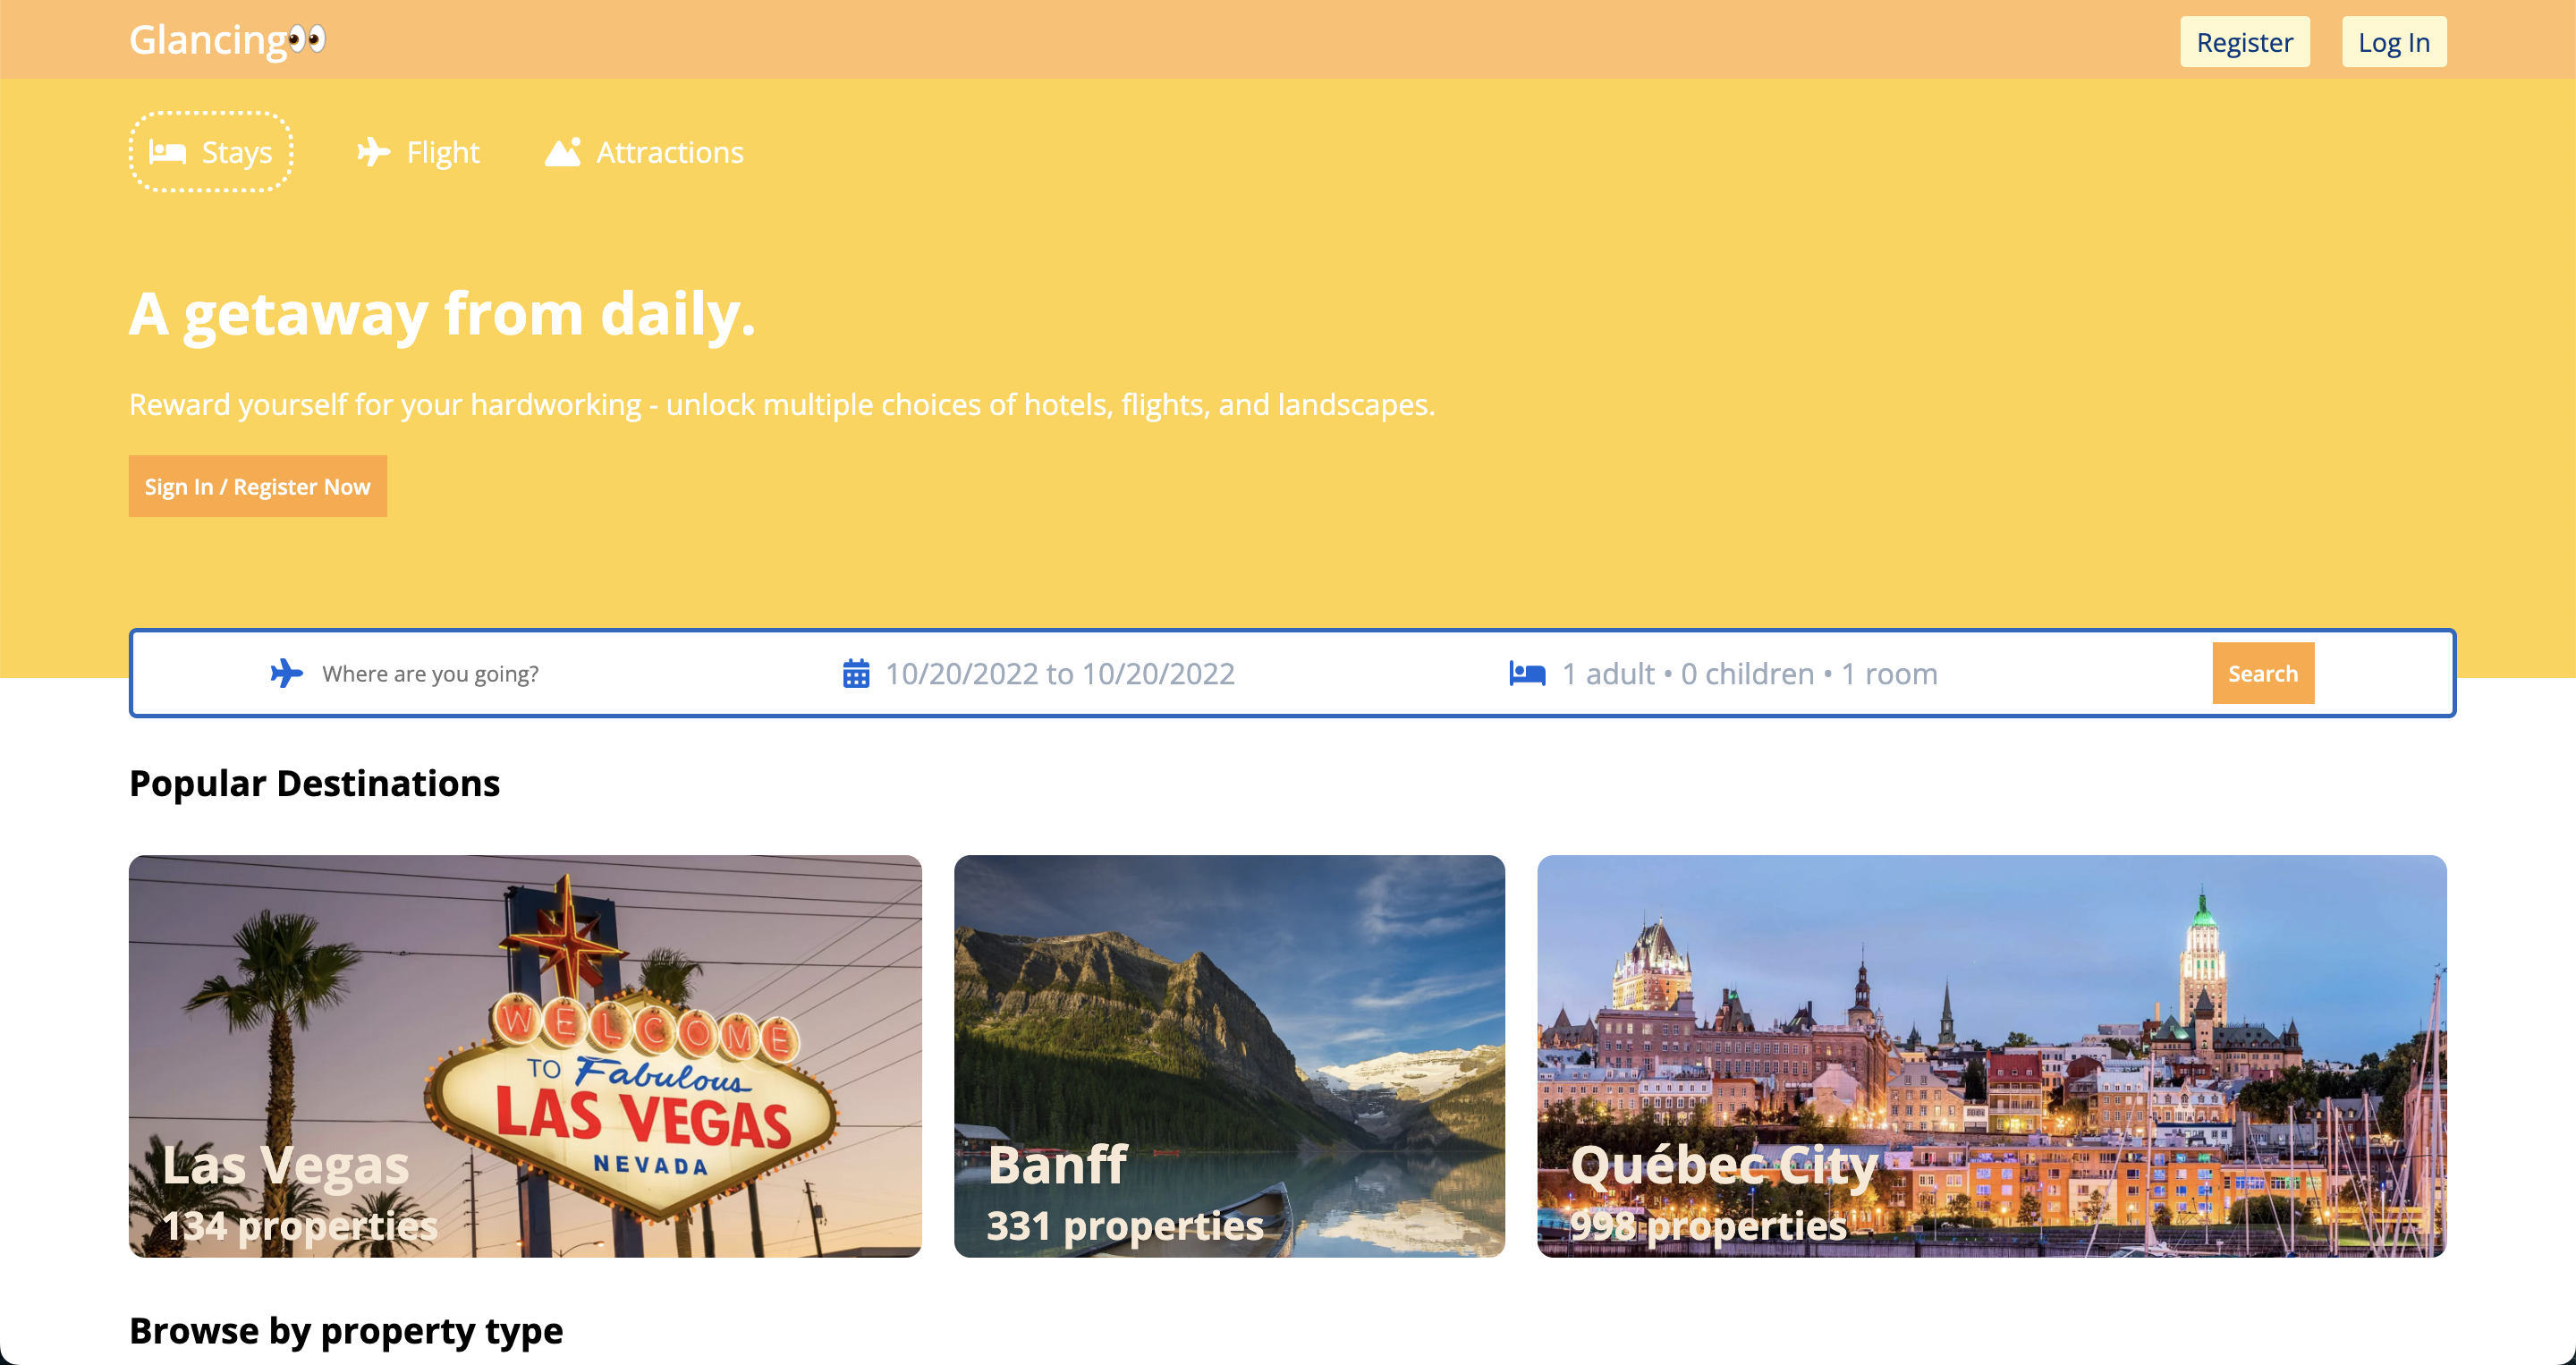 Glancing👀
Register
Log In
Stays
Flight
Attractions
A getaway from daily.
Reward yourself for your hardworking - unlock multiple choices of hotels, flights, and landscapes.
Sign In / Register Now
Where are you going?
10/20/2022 to 10/20/2022
1 adult • 0 children • 1 room
Search
Popular Destinations
WELCOME
TO Fabulous
LAS VEGAS
NEVADA
Las Vegas
134 properties
Banff
331 properties
Québec City
998 properties
Browse by property type